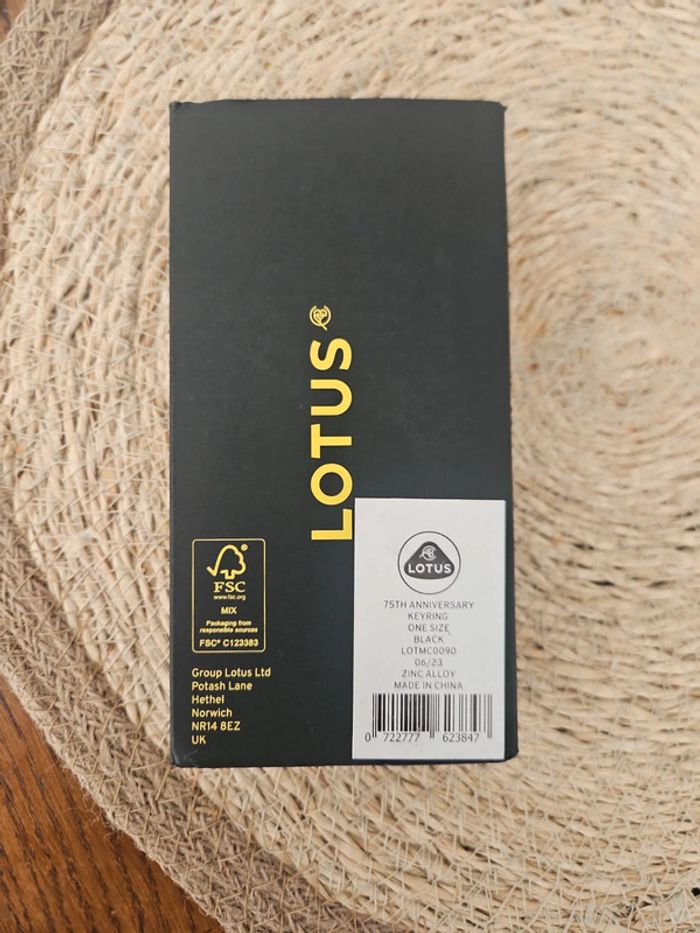 LOTUS
FSC®
www.fsc.org
MIX
Packaging from
responsible sources
FSC® C123383
Group Lotus Ltd
Potash Lane
Hethel
Norwich
NR14 8EZ
UK
LOTUS
75TH ANNIVERSARY
KEYRING
ONE SIZE
BLACK
LOTMC0090
06/23
ZINC ALLOY
MADE IN CHINA
0 722777 623847